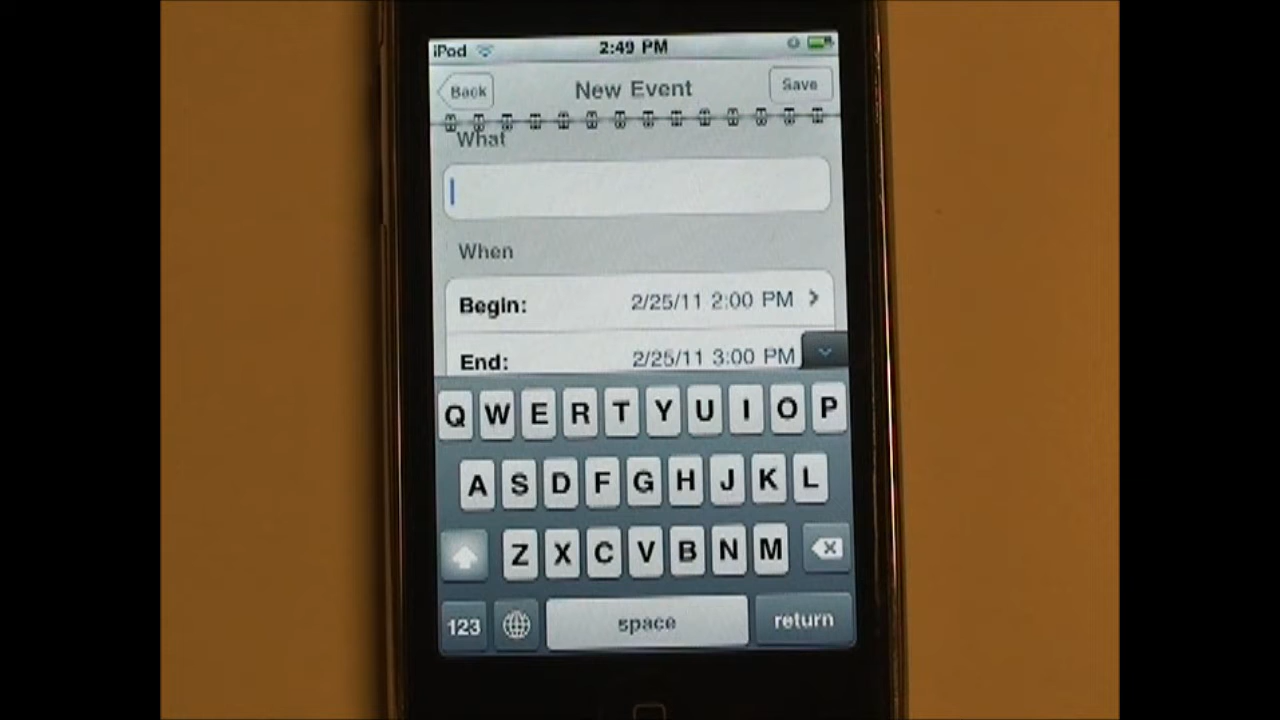 iPod 2:49 PM
Back New Event Save
What
When
Begin: 2/25/11 2:00 PM
End: 2/25/11 3:00 PM
Q W E R T Y U I O P
A S D F G H J K L
Z X C V B N M
123 space return